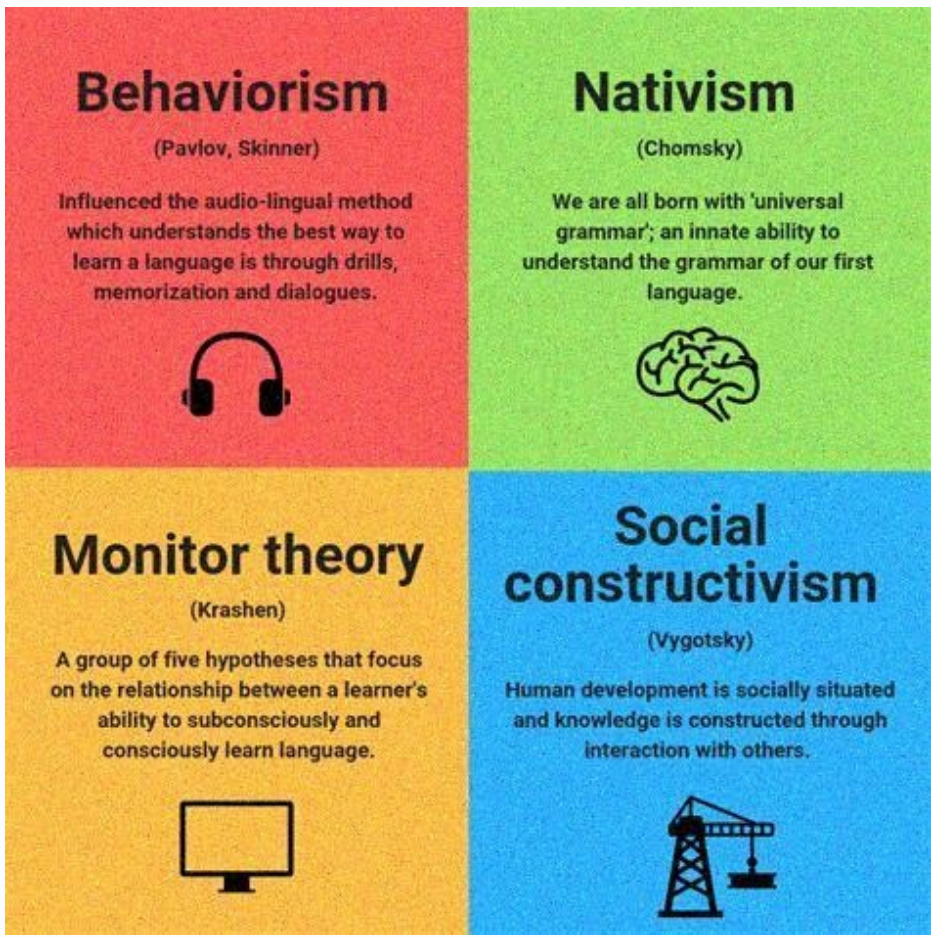 Behaviorism
(Pavlov, Skinner)
Influenced the audio-lingual method
which understands the best way to
learn a language is through drills,
memorization and dialogues.
Nativism
(Chomsky)
We are all born with 'universal
grammar'; an innate ability to
understand the grammar of our first
language.
Monitor theory
(Krashen)
A group of five hypotheses that focus
on the relationship between a learner's
ability to subconsciously and
consciously learn language.
Social
constructivism
(Vygotsky)
Human development is socially situated
and knowledge is constructed through
interaction with others.